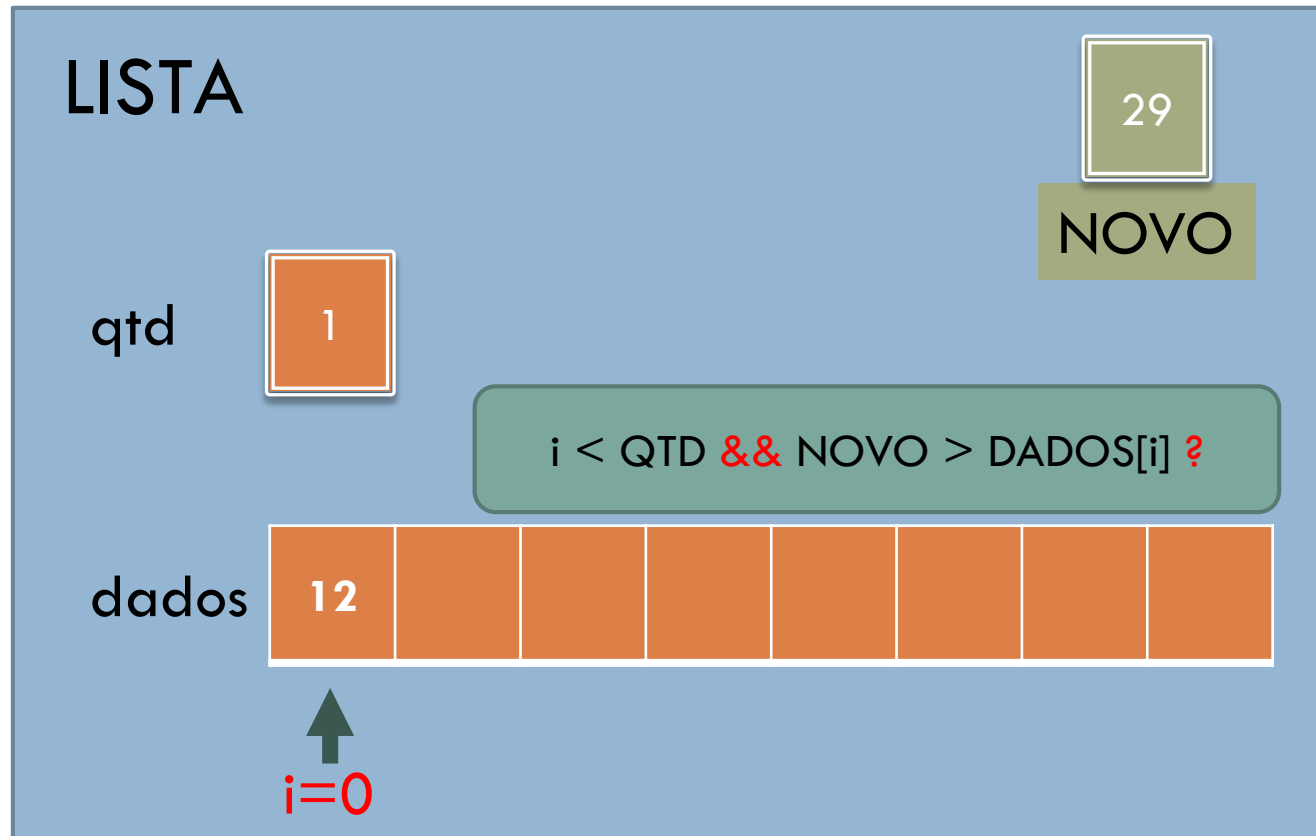 LISTA
29
NOVO
qtd
1
i < QTD && NOVO > DADOS[i] ?
dados
12
i=0